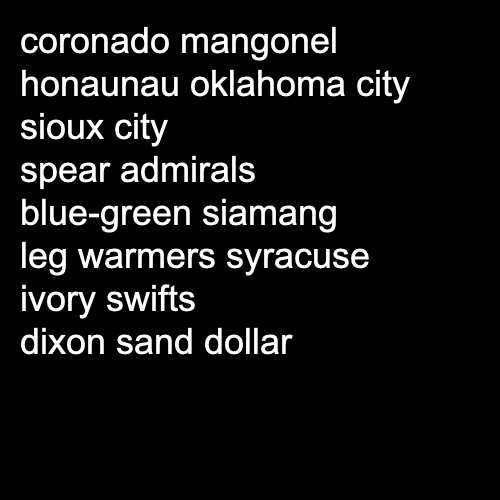 coronado mangonel
honaunau oklahoma city
sioux city
spear admirals
blue-green siamang
leg warmers syracuse
ivory swifts
dixon sand dollar